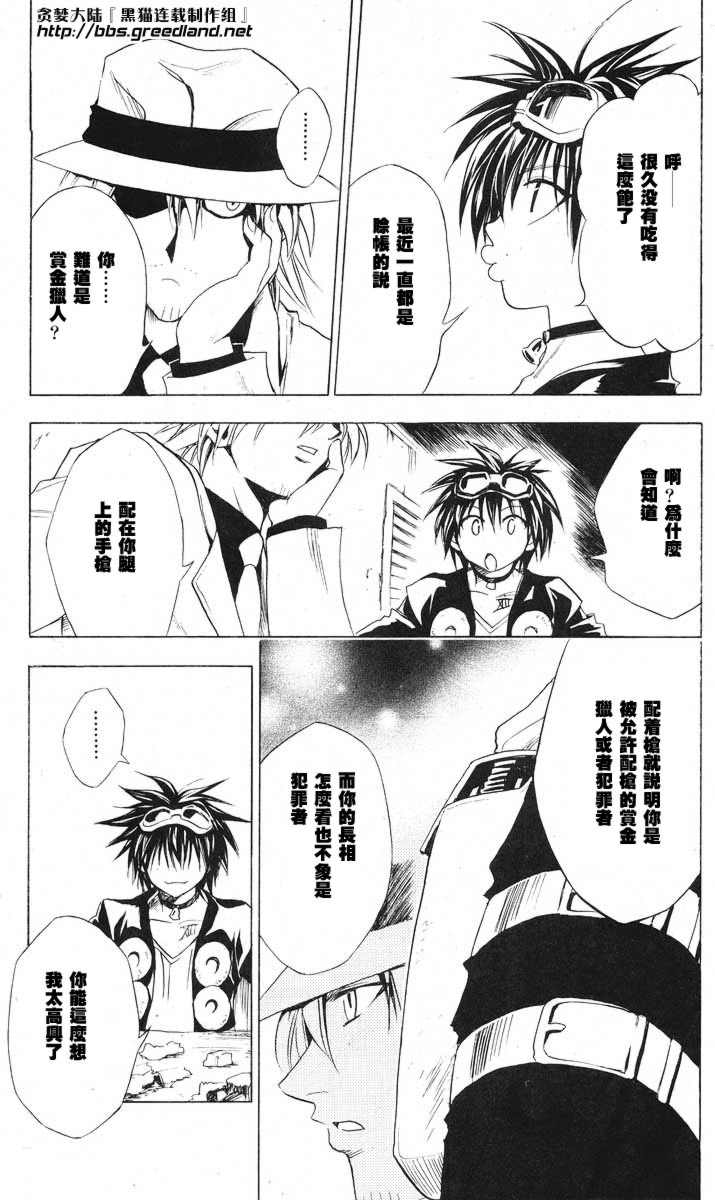 贪婪大陆『黑猫连载制作组』
http://bbs.greedland.net
呼——
很久没有吃得
這麼飽了
最近一直都是
賒帳的説
………
你……
難道是
賞金獵人？
啊？爲什麼
會知道
配在你腿
上的手槍
配着槍就説明你是
被允許配槍的賞金
獵人或者犯罪者
而你的長相
怎麼看也不象是
犯罪者
………
你能這麼想
我太高興了
XIII